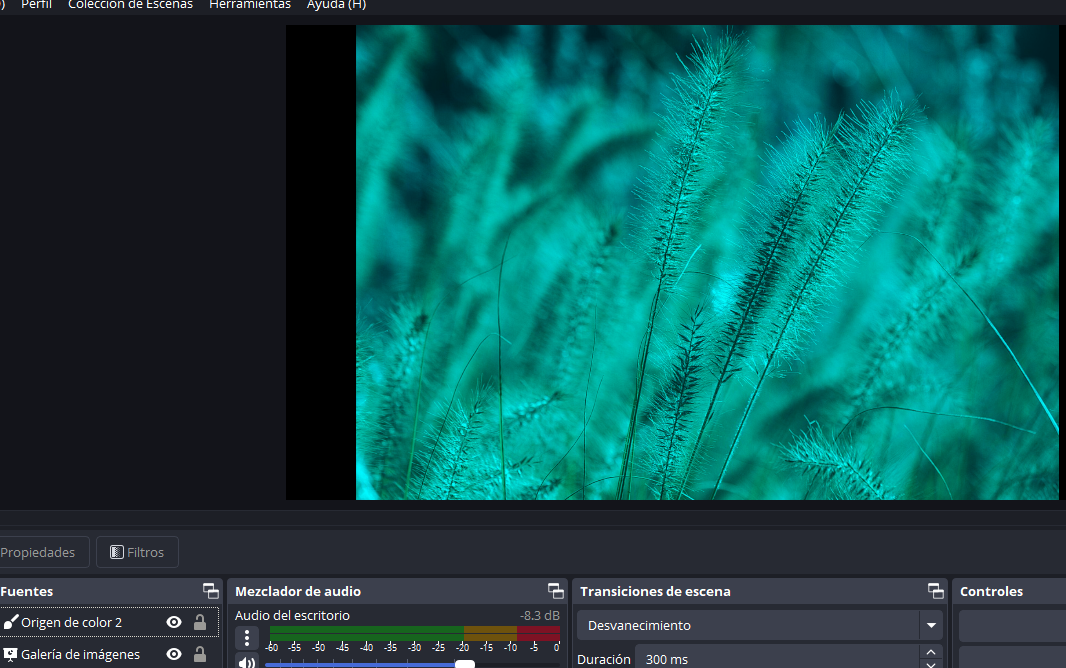 Perfil Colección de Escenas Herramientas Ayuda (H)
Propiedades Filtros
Fuentes
Origen de color 2
Galería de imágenes
Mezclador de audio
Audio del escritorio -8.3 dB
-60 -55 -50 -45 -40 -35 -30 -25 -20 -15 -10 -5 0
Transiciones de escena
Desvanecimiento
Duración 300 ms
Controles